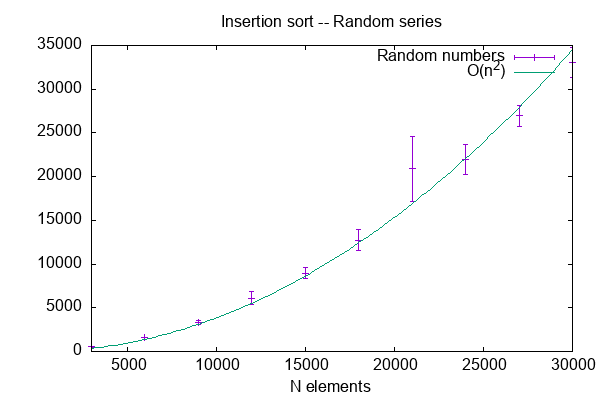 Insertion sort -- Random series
35000
30000
25000
20000
15000
10000
5000
0
Random numbers
O(n²)
5000 10000 15000 20000 25000 30000
N elements